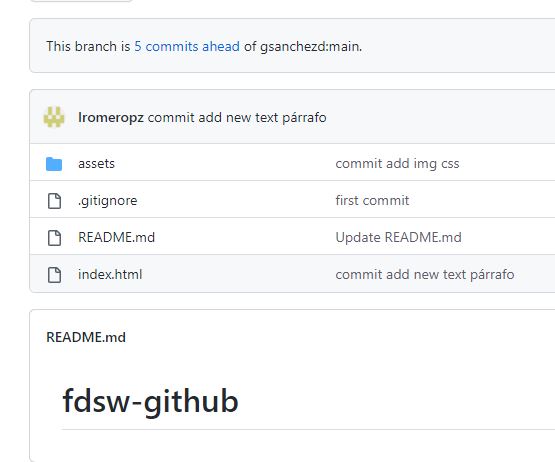 This branch is 5 commits ahead of gsanchezd:main.
lromeropz commit add new text párrafo
assets commit add img css
.gitignore first commit
README.md Update README.md
index.html commit add new text párrafo
README.md
fdsw-github